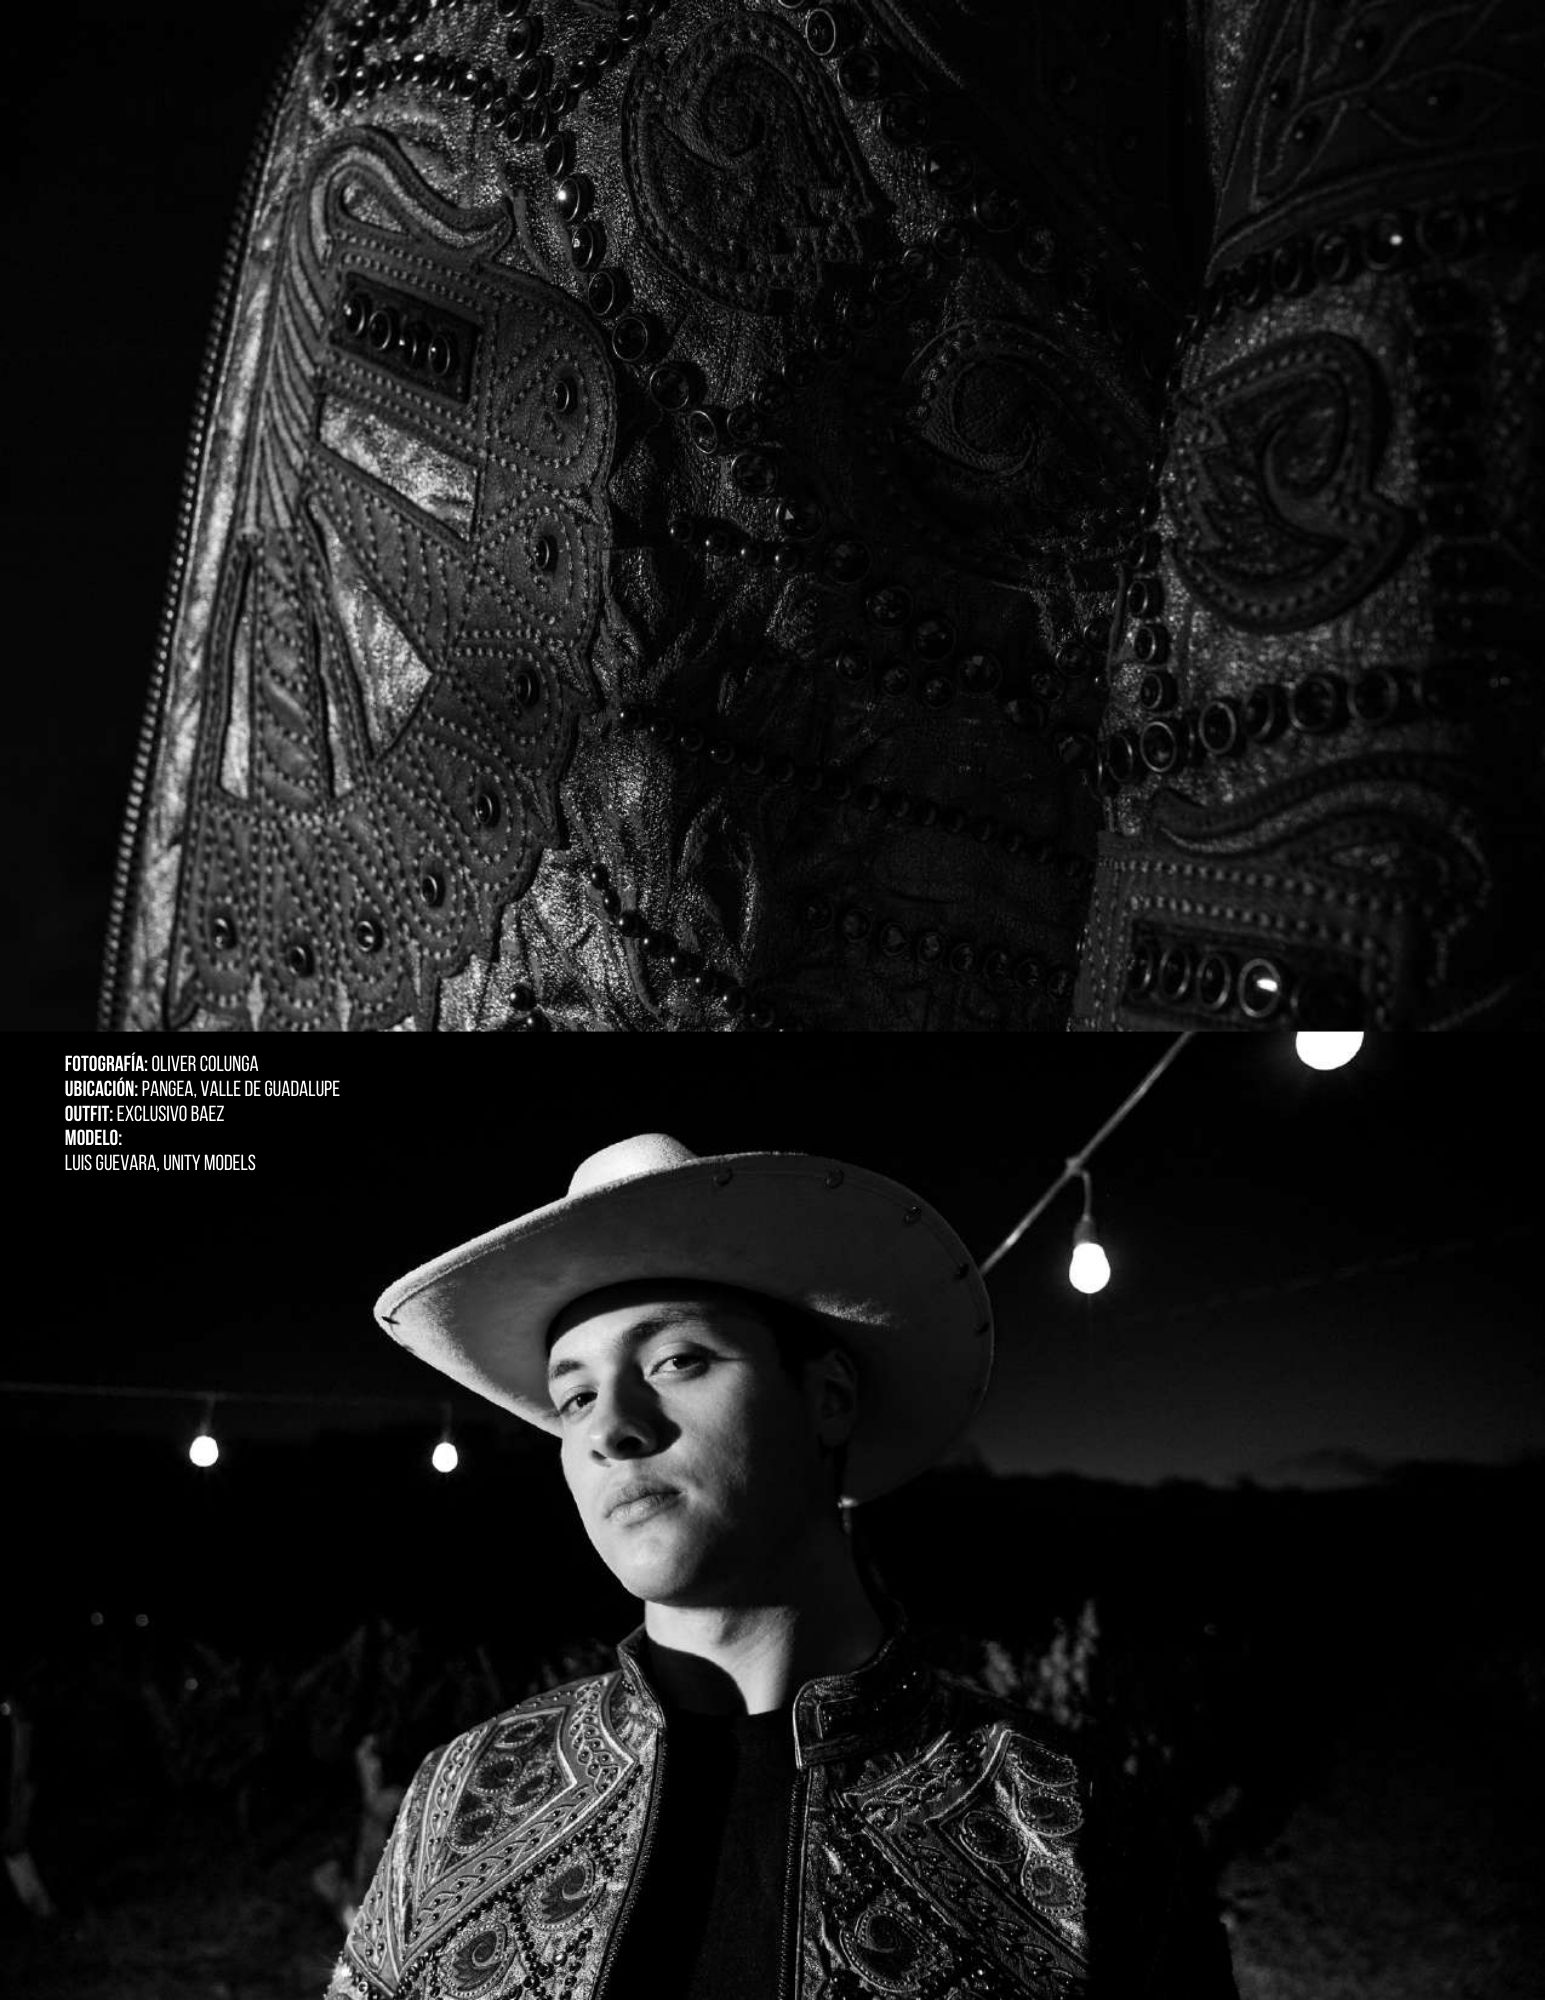 FOTOGRAFÍA: OLIVER COLUNGA
UBICACIÓN: PANGEA, VALLE DE GUADALUPE
OUTFIT: EXCLUSIVO BAEZ
MODELO:
LUIS GUEVARA, UNITY MODELS